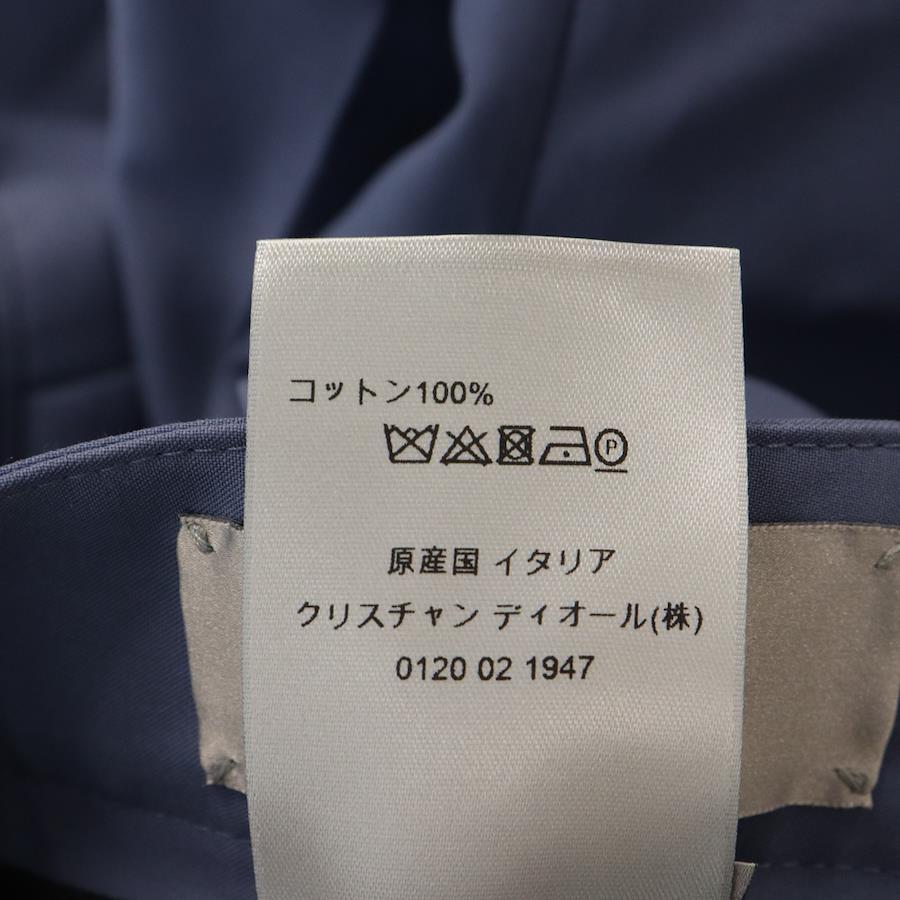 コットン100%
P
原産国 イタリア
クリスチャン ディオール(株)
0120 02 1947